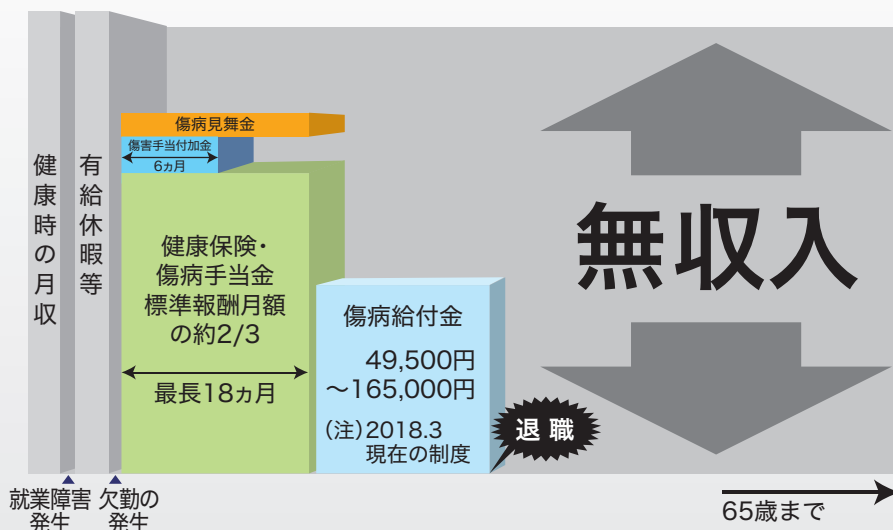 健康時の月収
有給休暇等
傷病見舞金
傷害手当付加金
6ヵ月
健康保険・
傷病手当金
標準報酬月額
の約2/3
最長18ヵ月
傷病給付金
49,500円
～165,000円
(注)2018.3
現在の制度
退職
無収入
就業障害
発生
欠勤の
発生
65歳まで